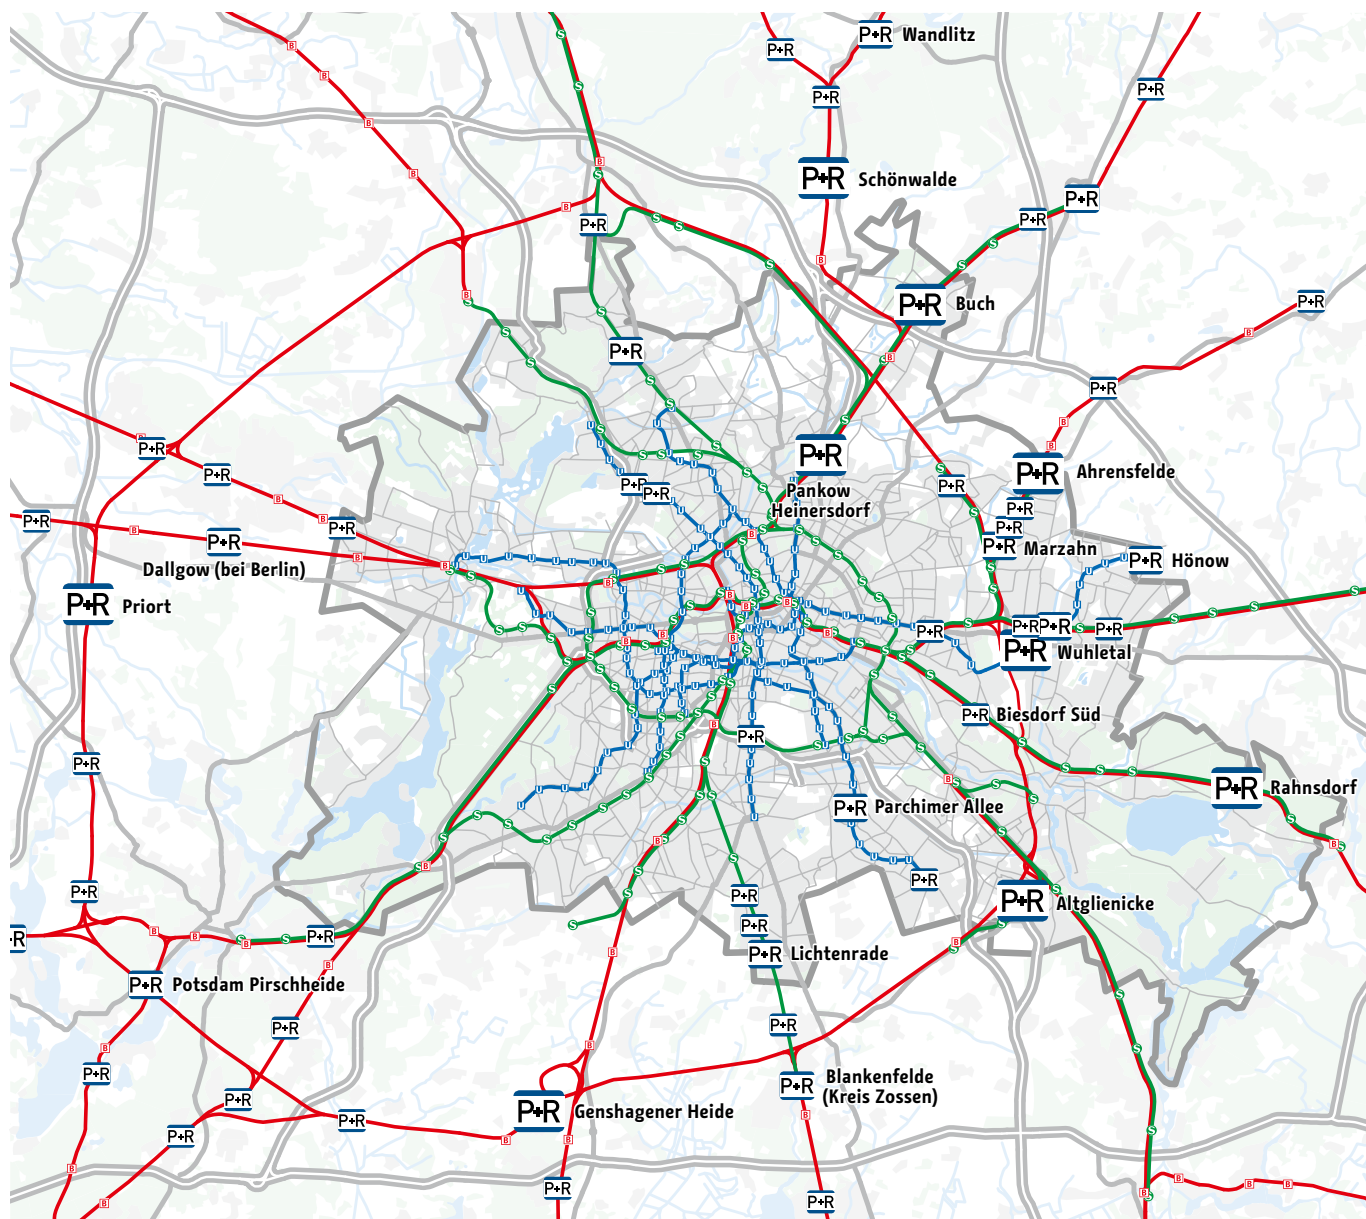 P+R
P+R Wandlitz
P+R
P+R
P+R Schönwalde
P+R
P+R
P+R
P+R Buch
P+R
P+R
P+R
P+R
P+R Pankow
Heinersdorf
P+R Ahrensfelde
P+R
P+R
P+R
P+R
P+R
P+R
P+R
P+R
P+R
P+R
P+R Dallgow (bei Berlin)
P+R Marzahn
P+R Hönow
P+R Priort
P+R
P+R
P+R
P+R
P+R Wuhletal
P+R Biesdorf Süd
P+R
P+R
P+R Rahnsdorf
P+R Parchimer Allee
P+R
P+R
P+R
P+R Altglienicke
P+R
P+R
-R
P+R Lichtenrade
P+R Potsdam Pirschheide
P+R
P+R
P+R
P+R Blankenfelde
(Kreis Zossen)
P+R
P+R Genshagener Heide
P+R
P+R
P+R
P+R